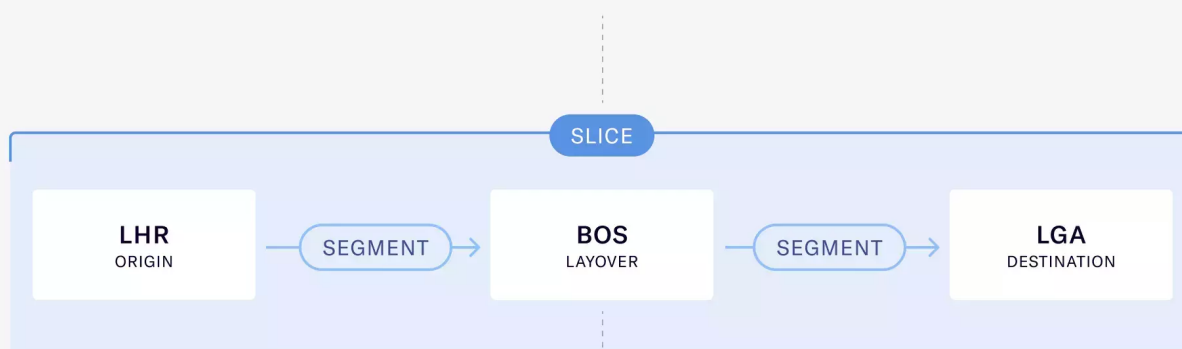 SLICE
LHR
ORIGIN
SEGMENT
BOS
LAYOVER
SEGMENT
LGA
DESTINATION